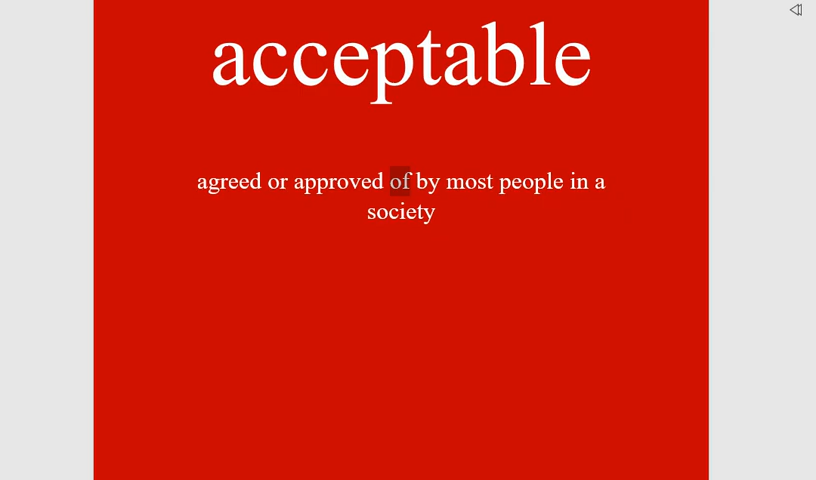 acceptable
agreed or approved of by most people in a
society